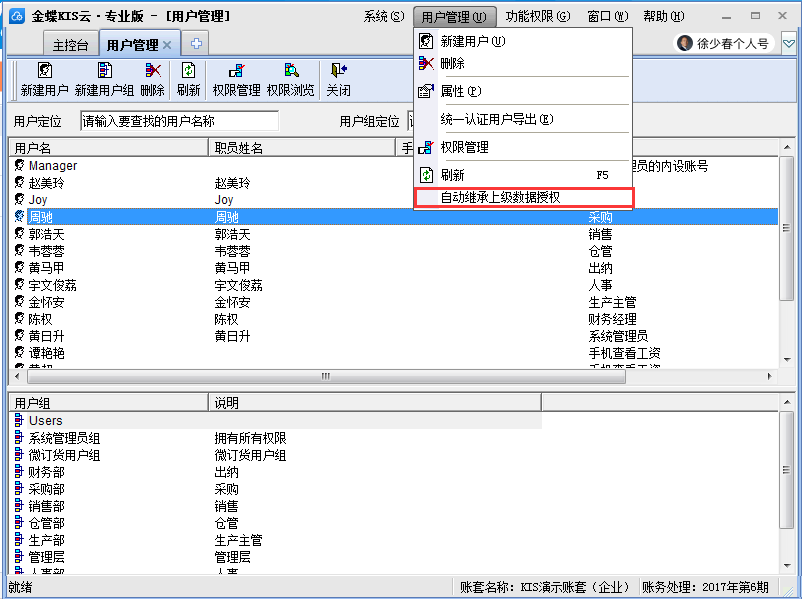 金蝶KIS云·专业版 - [用户管理]
系统(S) 用户管理(U) 功能权限(G) 窗口(W) 帮助(H)
主控台 用户管理
徐少春个人号
新建用户 新建用户组 删除 刷新 权限管理 权限浏览 关闭
用户定位 请输入要查找的用户名称 用户组定位
新建用户(U)
删除
属性(P)
统一认证用户导出(E)
权限管理
刷新 F5
自动继承上级数据授权
用户名 职员姓名 手
Manager 员的内设账号
赵美玲 赵美玲
Joy Joy
周驰 周驰 采购
郭浩天 郭浩天 销售
韦蓉蓉 韦蓉蓉 仓管
黄马甲 黄马甲 出纳
宇文俊荔 宇文俊荔 人事
金怀安 金怀安 生产主管
陈权 陈权 财务经理
黄日升 黄日升 系统管理员
谭艳艳 手机查看工资
手机查看工资
用户组 说明
Users
系统管理员组 拥有所有权限
微订货用户组 微订货用户组
财务部 出纳
采购部 采购
销售部 销售
仓管部 仓管
生产部 生产主管
管理层 管理层
人事部 人事
就绪 账套名称: KIS演示账套（企业） 账务处理: 2017年第6期